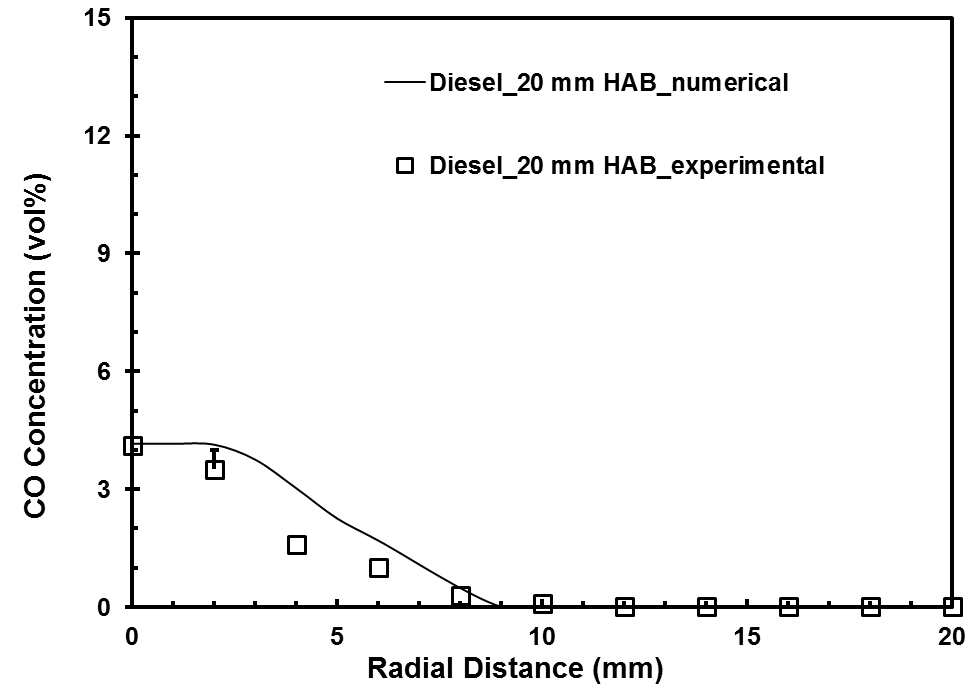 15
Diesel_20 mm HAB_numerical
12
Diesel_20 mm HAB_experimental
9
6
3
0
CO Concentration (vol%)
0 5 10 15 20
Radial Distance (mm)